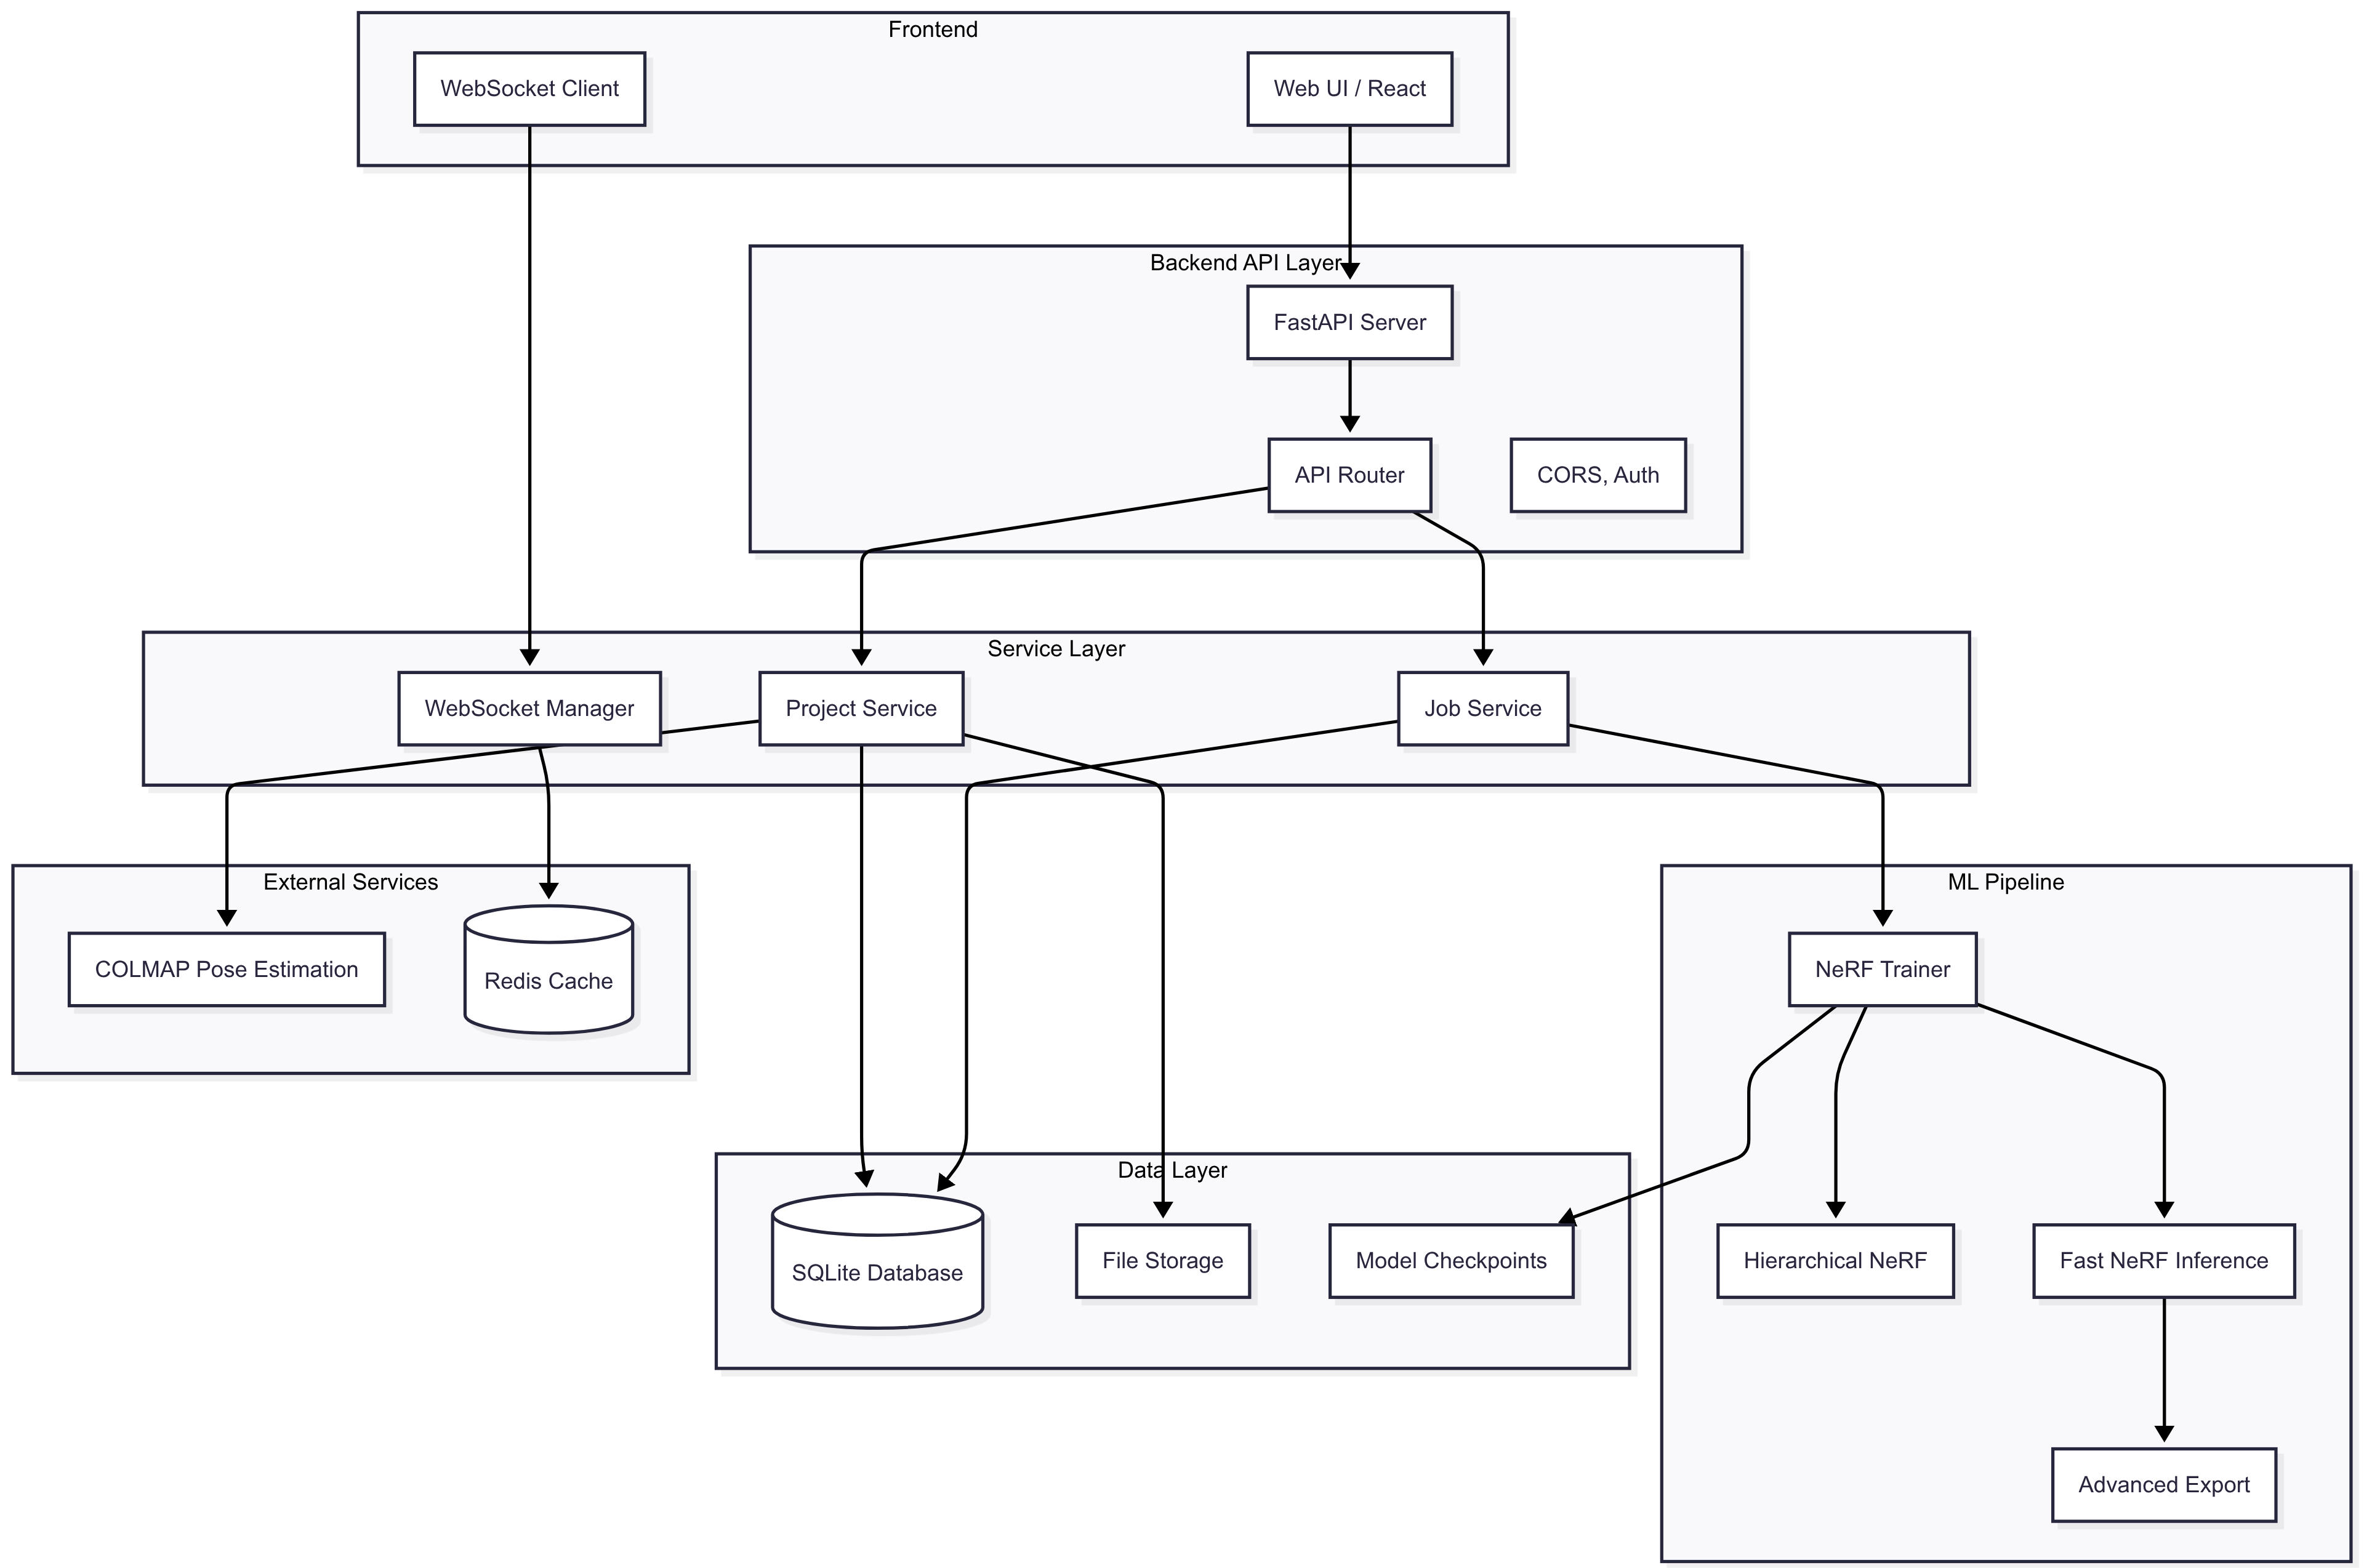 Frontend
WebSocket Client
Web UI / React
Backend API Layer
FastAPI Server
API Router
CORS, Auth
Service Layer
WebSocket Manager
Project Service
Job Service
External Services
COLMAP Pose Estimation
Redis Cache
ML Pipeline
NeRF Trainer
Data Layer
SQLite Database
File Storage
Model Checkpoints
Hierarchical NeRF
Fast NeRF Inference
Advanced Export